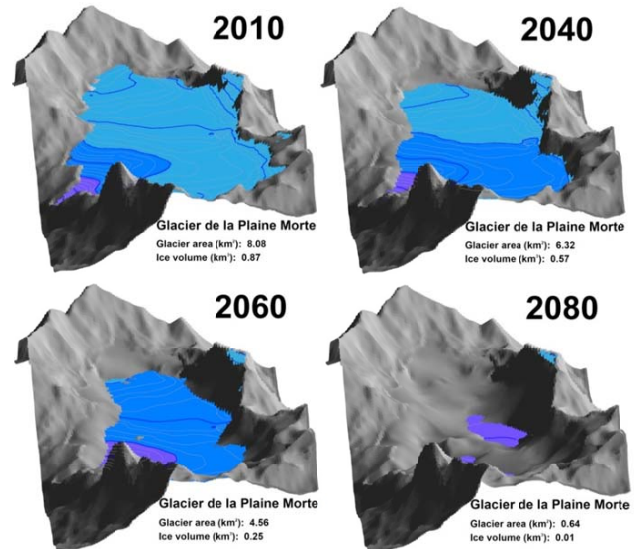 2010
Glacier de la Plaine Morte
Glacier area (km²): 8.08
Ice volume (km³): 0.87
2040
Glacier de la Plaine Morte
Glacier area (km²): 6.32
Ice volume (km³): 0.57
2060
Glacier de la Plaine Morte
Glacier area (km²): 4.56
Ice volume (km³): 0.25
2080
Glacier de la Plaine Morte
Glacier area (km²): 0.64
Ice volume (km³): 0.01